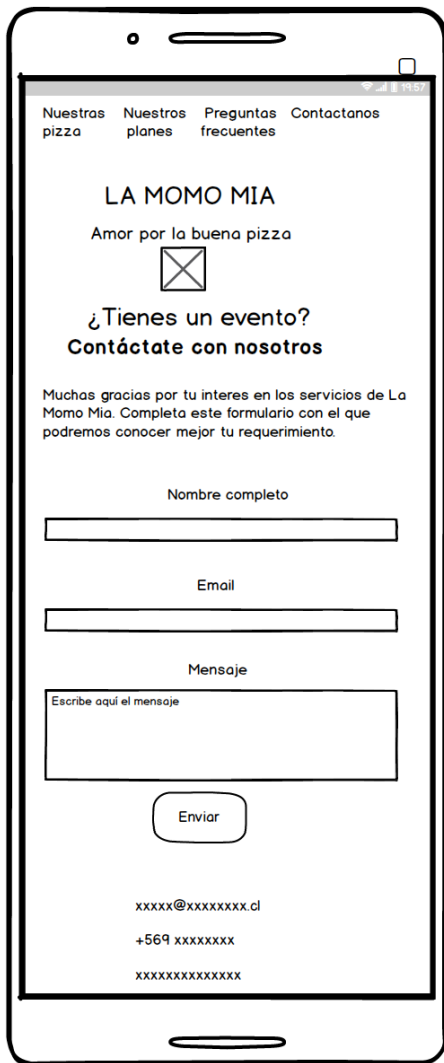 19:57
Nuestras pizza
Nuestros planes
Preguntas frecuentes
Contactanos
LA MOMO MIA
Amor por la buena pizza
¿Tienes un evento?
Contáctate con nosotros
Muchas gracias por tu interes en los servicios de La
Momo Mia. Completa este formulario con el que
podremos conocer mejor tu requerimiento.
Nombre completo
Email
Mensaje
Escribe aquí el mensaje
Enviar
xxxxx@xxxxxxxx.cl
+569 xxxxxxxx
xxxxxxxxxxxxxx